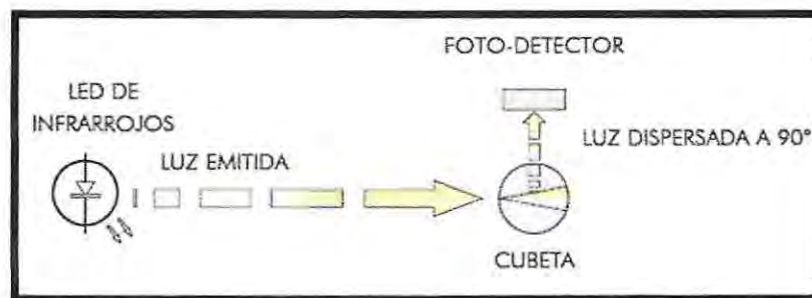 FOTO-DETECTOR
LED DE
INFRARROJOS
LUZ EMITIDA
LUZ DISPERSADA A 90°
CUBETA